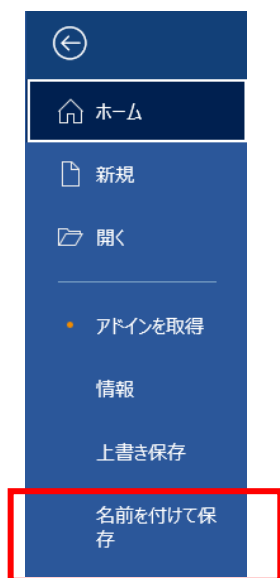 ホーム
新規
開く
アドインを取得
情報
上書き保存
名前を付けて保
存